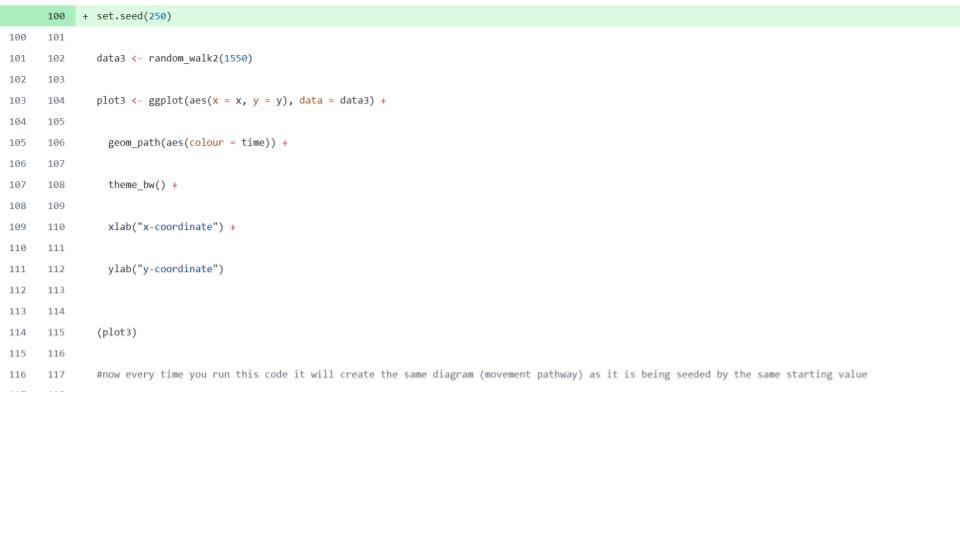 100 + set.seed(250)
100 101
101 102 data3 <- random_walk2(1550)
102 103
103 104 plot3 <- ggplot(aes(x = x, y = y), data = data3) +
104 105
105 106 geom_path(aes(colour = time)) +
106 107
107 108 theme_bw() +
108 109
109 110 xlab("x-coordinate") +
110 111
111 112 ylab("y-coordinate")
112 113
113 114
114 115 (plot3)
115 116
116 117 #now every time you run this code it will create the same diagram (movement pathway) as it is being seeded by the same starting value